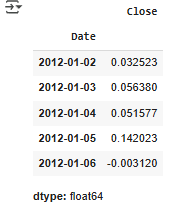 Close
Date
2012-01-02 0.032523
2012-01-03 0.056380
2012-01-04 0.051577
2012-01-05 0.142023
2012-01-06 -0.003120
dtype: float64